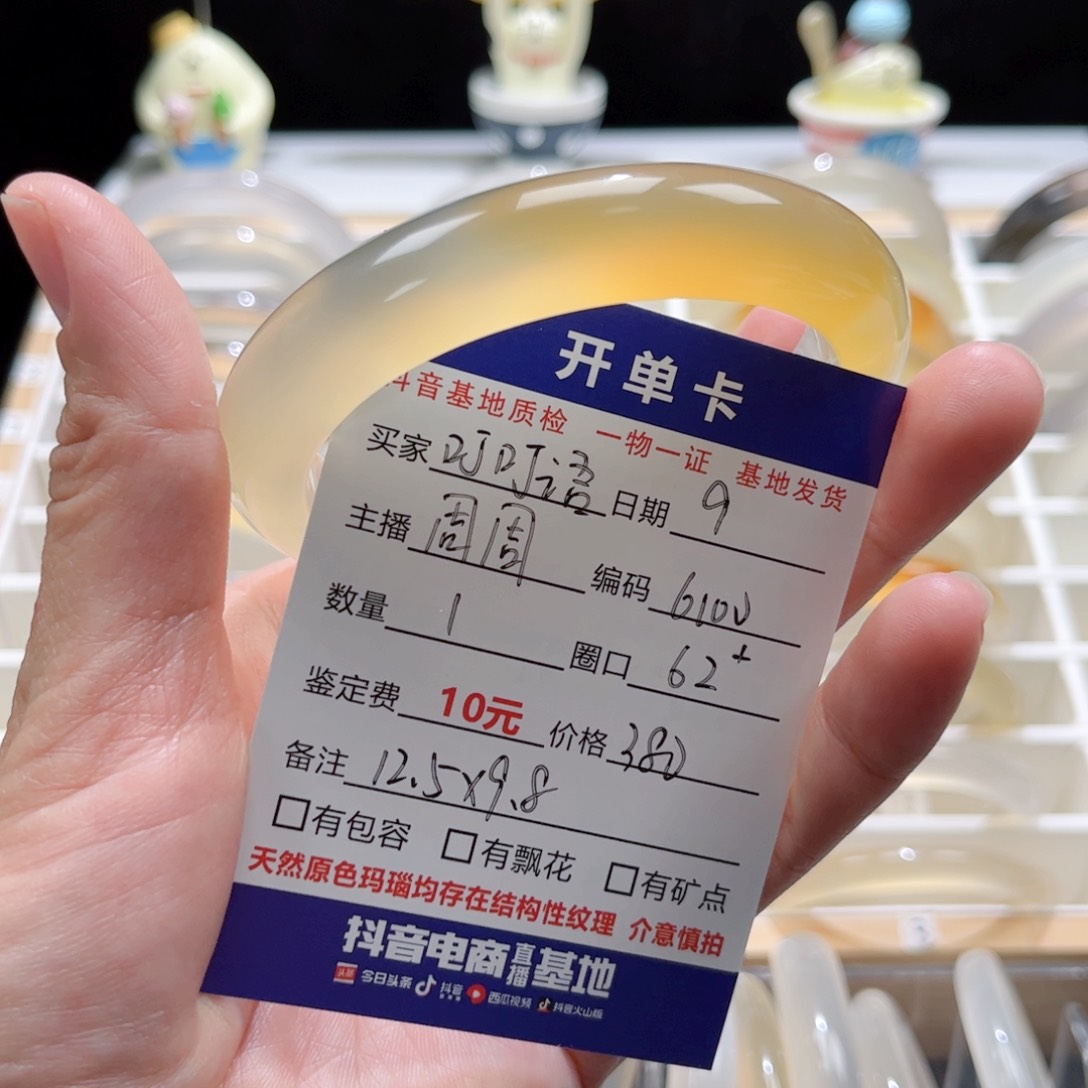 开单卡
抖音基地质检 一物一证 基地发货
买家 叮叮语 日期 9
主播 周周 编码 6100
数量 1 圈口 62+
鉴定费 10元 价格 380
备注 12.5x9.8
□有包容 □有飘花 □有矿点
天然原色玛瑙均存在结构性纹理 介意慎拍
抖音电商直播基地
头条 今日头条 抖音 西瓜视频 抖音火山版